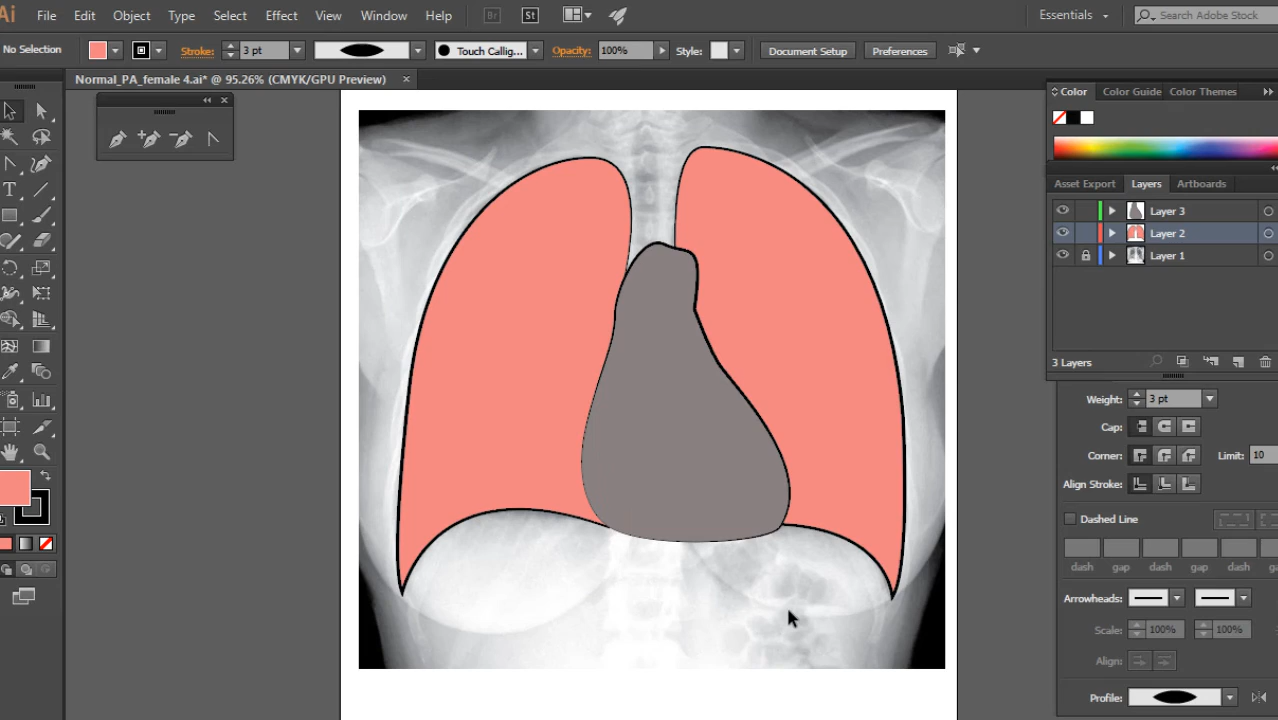 Ai File Edit Object Type Select Effect View Window Help Br St Essentials Search Adobe Stock
No Selection Stroke: 3 pt Touch Callig... Opacity: 100% Style: Document Setup Preferences
Normal_PA_female 4.ai* @ 95.26% (CMYK/GPU Preview) ×
Color Color Guide Color Themes
Asset Export Layers Artboards
Layer 3
Layer 2
Layer 1
3 Layers
Weight: 3 pt
Cap:
Corner: Limit: 10
Align Stroke:
Dashed Line
dash gap dash gap dash
Arrowheads:
Scale: 100% 100%
Align:
Profile: